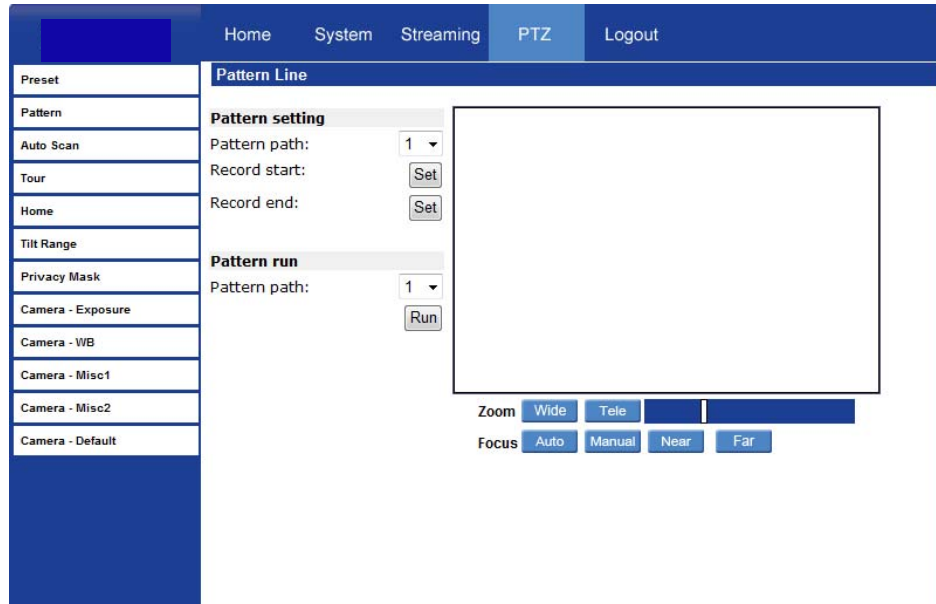 Home System Streaming PTZ Logout
Preset
Pattern
Auto Scan
Tour
Home
Tilt Range
Privacy Mask
Camera - Exposure
Camera - WB
Camera - Misc1
Camera - Misc2
Camera - Default
Pattern Line
Pattern setting
Pattern path: 1
Record start: Set
Record end: Set
Pattern run
Pattern path: 1
Run
Zoom Wide Tele
Focus Auto Manual Near Far